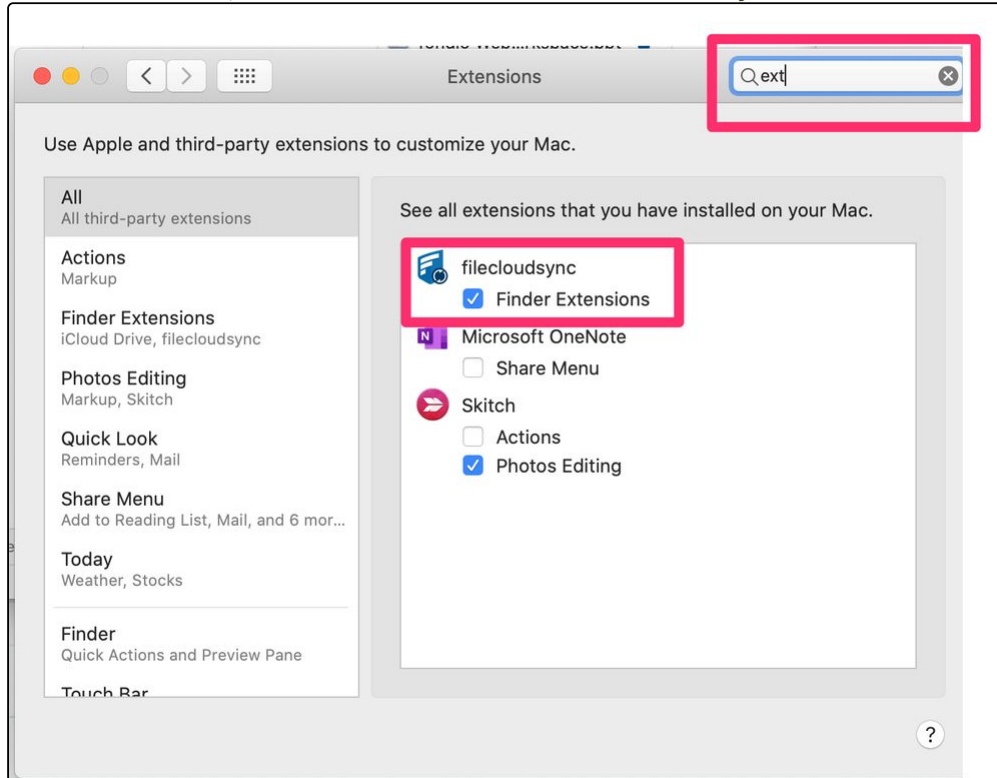 Extensions
ext
Use Apple and third-party extensions to customize your Mac.
All
All third-party extensions
Actions
Markup
Finder Extensions
iCloud Drive, filecloudsync
Photos Editing
Markup, Skitch
Quick Look
Reminders, Mail
Share Menu
Add to Reading List, Mail, and 6 mor...
Today
Weather, Stocks
Finder
Quick Actions and Preview Pane
Touch Bar
See all extensions that you have installed on your Mac.
filecloudsync
Finder Extensions
N
Microsoft OneNote
Share Menu
Skitch
Actions
Photos Editing
?